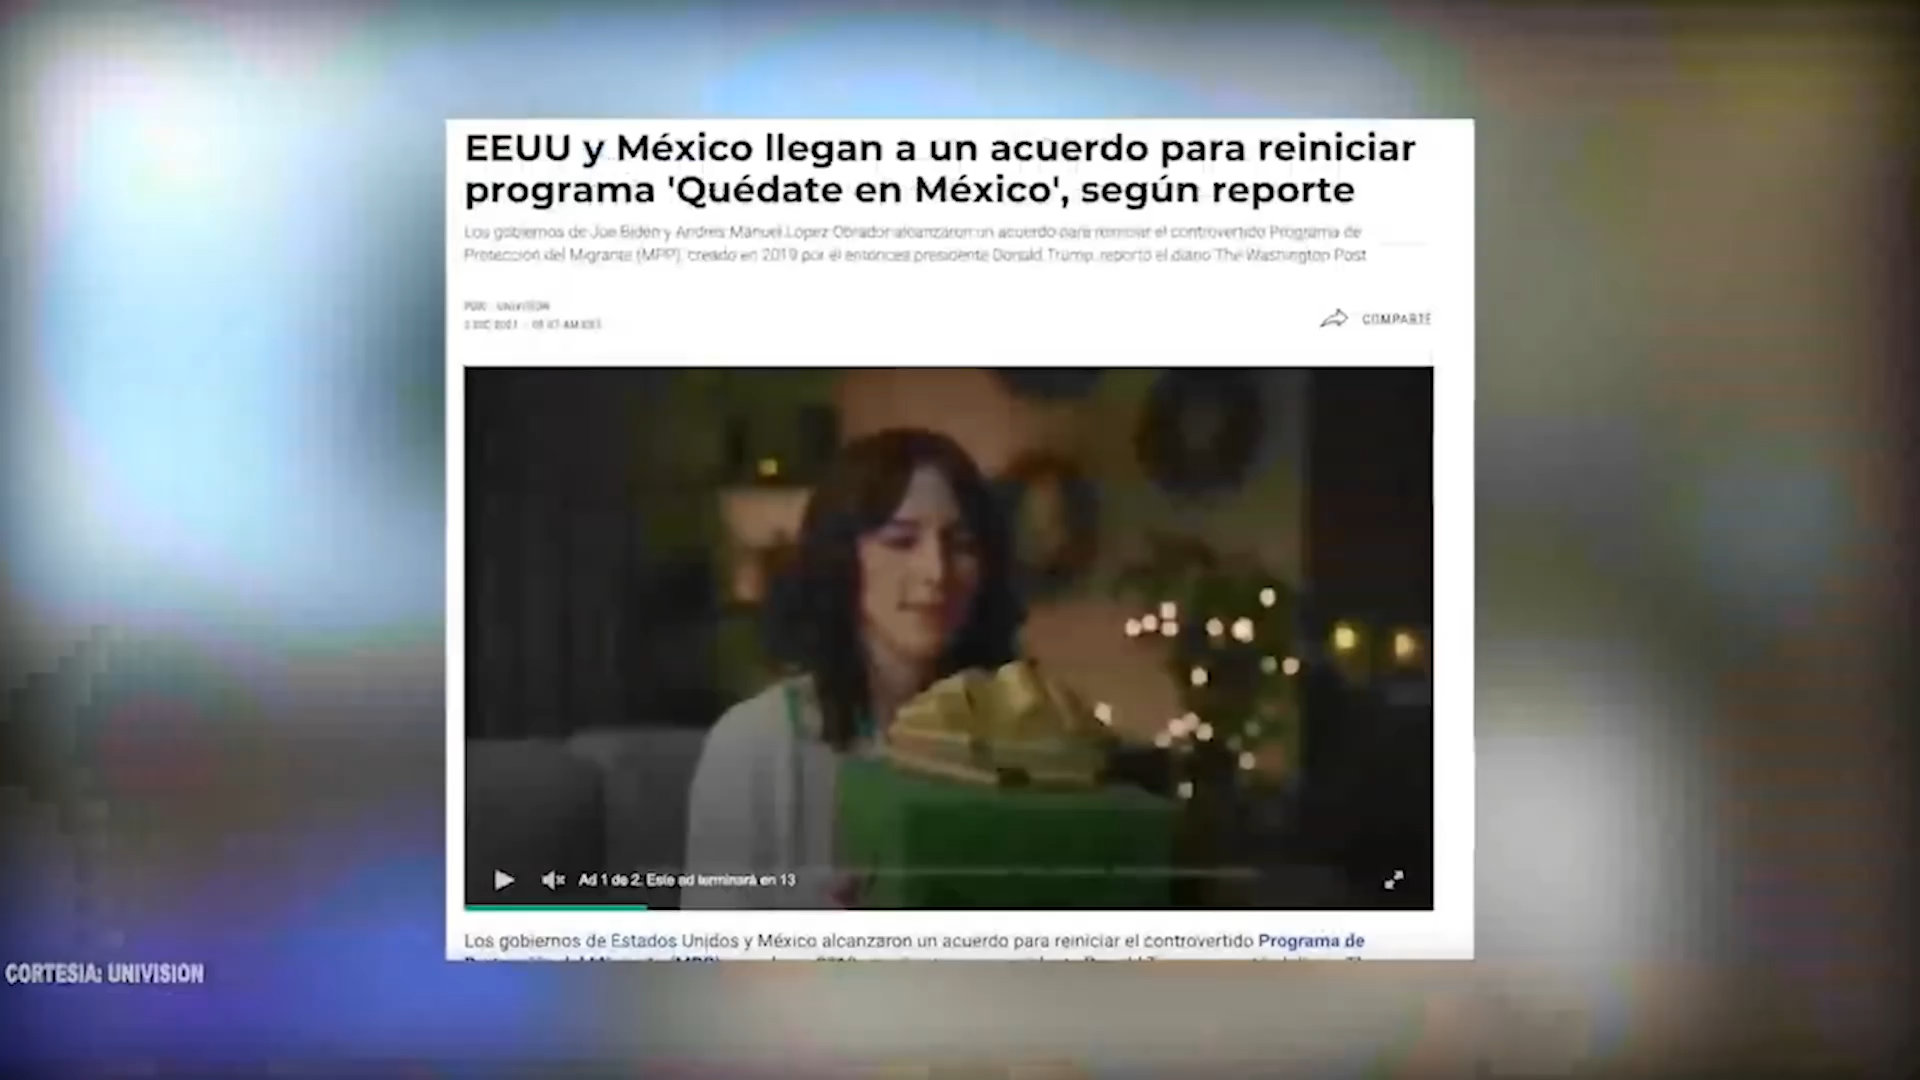 EEUU y México llegan a un acuerdo para reiniciar
programa 'Quédate en México', según reporte
Los gobiernos de Joe Biden y Andrés Manuel López Obrador alcanzaron un acuerdo para reiniciar el controvertido Programa de
Protección del Migrante (MPP), creado en 2019 por el entonces presidente Donald Trump, reportó el diario The Washington Post
POR: UNIVISION
DIC 2021
COMPARTE
Ad 1 de 2. Este ad terminará en 13
Los gobiernos de Estados Unidos y México alcanzaron un acuerdo para reiniciar el controvertido Programa de
CORTESIA: UNIVISION